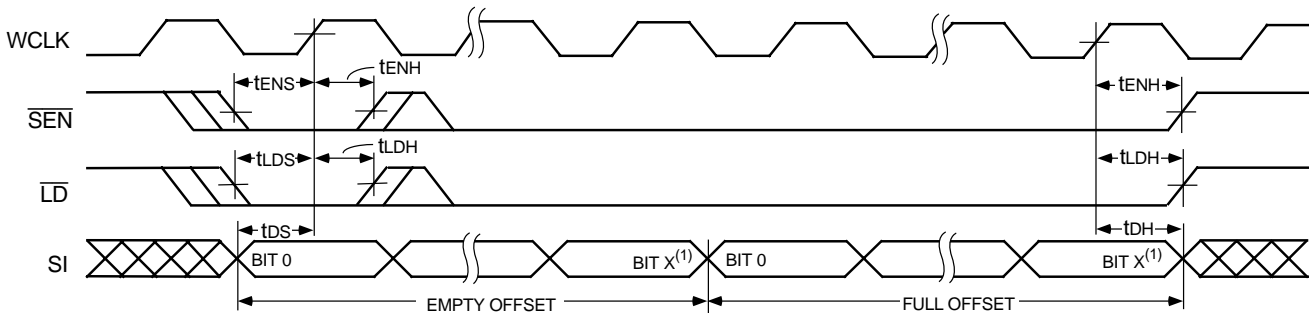 WCLK
tENH
tENS
tENH
SEN
tLDH
tLDS
tLDH
LD
tDS
tDH
SI
BIT 0
BIT X(1)
BIT 0
BIT X(1)
EMPTY OFFSET
FULL OFFSET